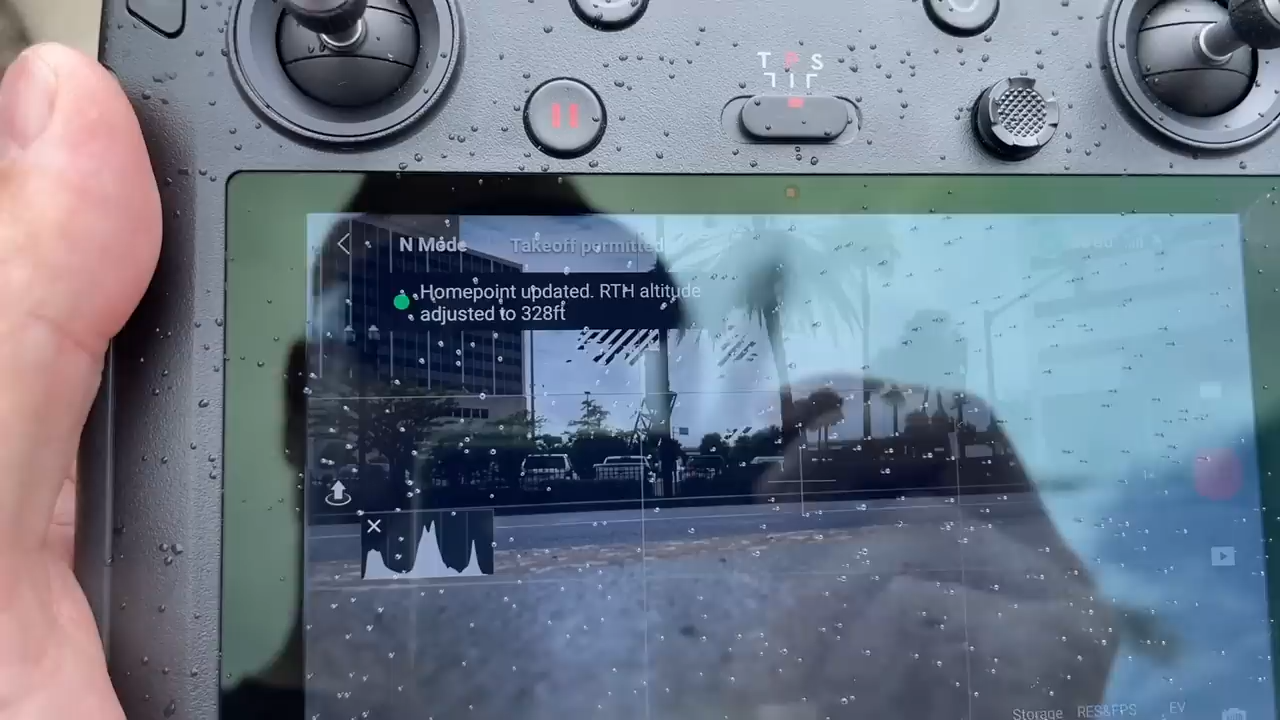 T P S
N Mode
Takeoff permitted
Homepoint updated. RTH altitude
adjusted to 328ft
Storage
RES&FPS
EV